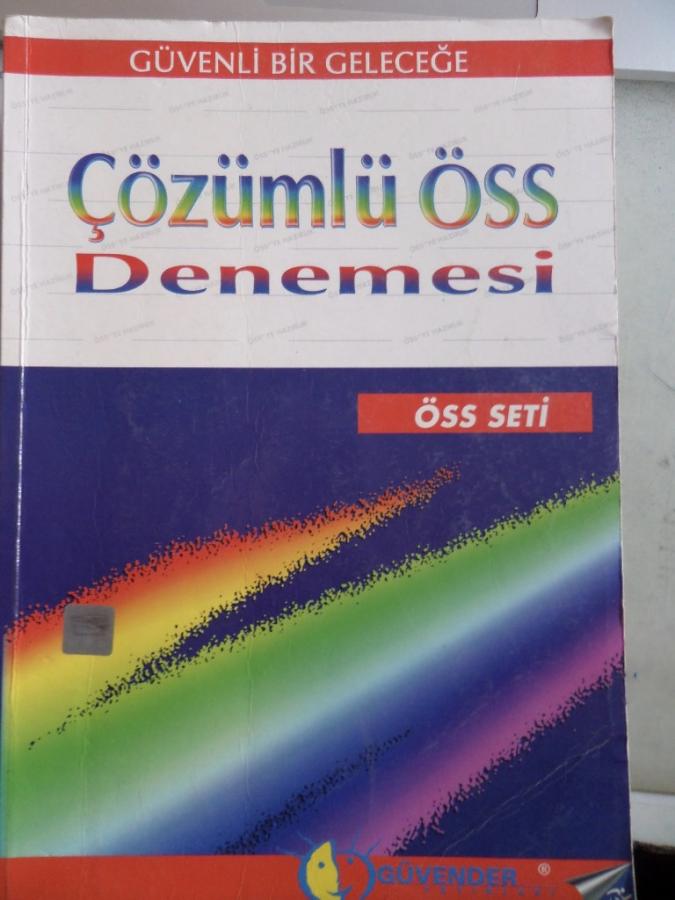 GÜVENLİ BİR GELECEĞE
Çözümlü ÖSS
Denemesi
ÖSS SETİ
GÜVENDER ®